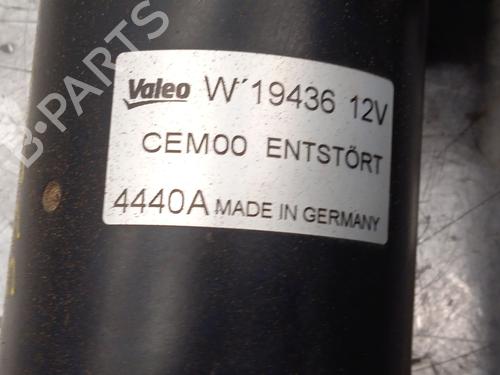 Valeo W´19436 12V
CEM00 ENTSTÖRT
4440A MADE IN GERMANY
B-PARTS